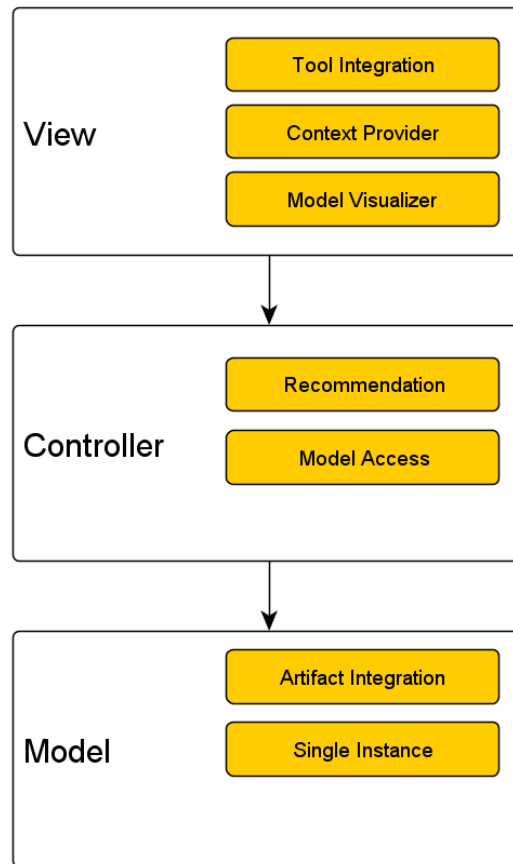 View
Tool Integration
Context Provider
Model Visualizer
Controller
Recommendation
Model Access
Model
Artifact Integration
Single Instance